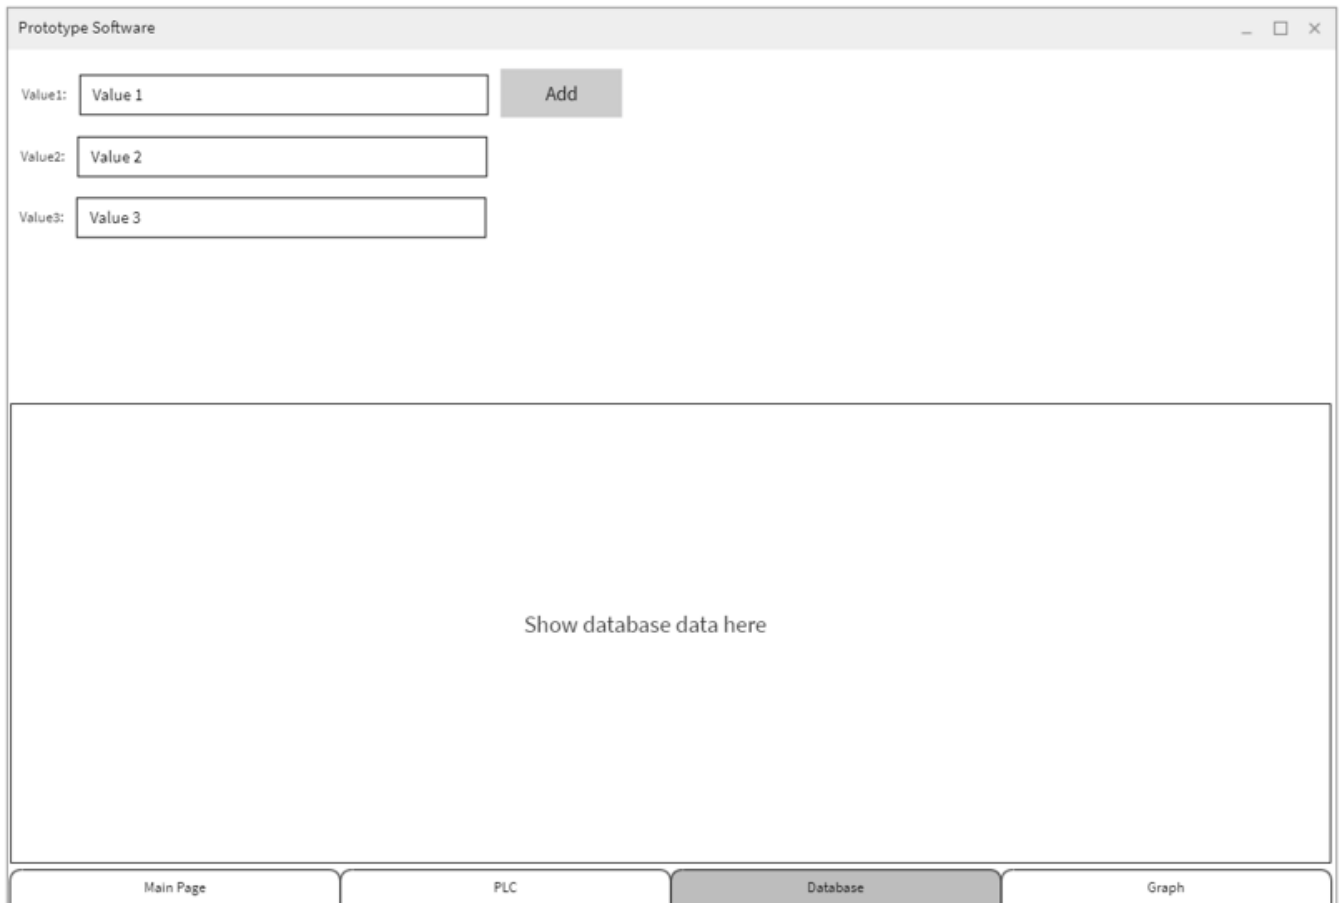 Prototype Software
Value1: Value 1 Add
Value2: Value 2
Value3: Value 3
Show database data here
Main Page PLC Database Graph